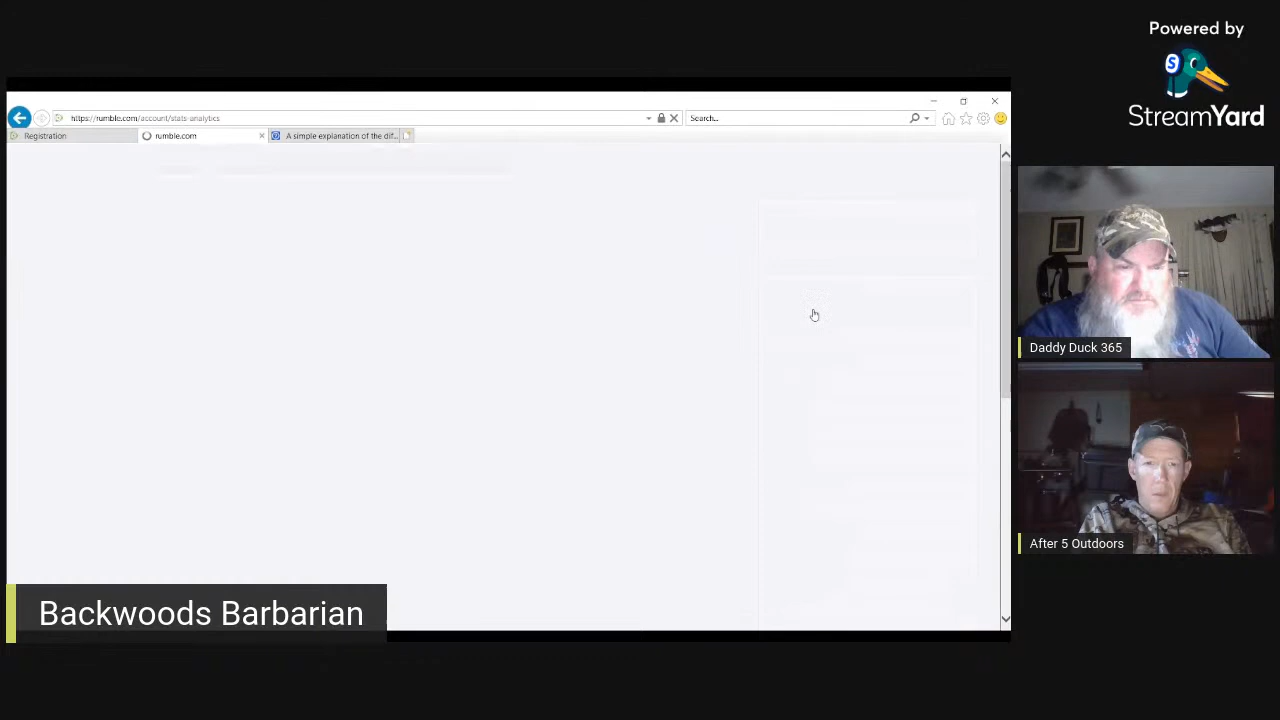 Powered by
S
StreamYard
https://rumble.com/account/stats-analytics
Search...
Registration
rumble.com
A simple explanation of the dif...
Daddy Duck 365
After 5 Outdoors
Backwoods Barbarian